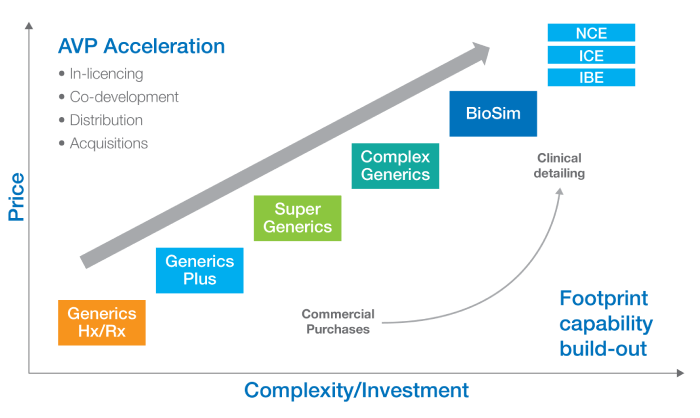 AVP Acceleration
• In-licencing
• Co-development
• Distribution
• Acquisitions
NCE
ICE
IBE
BioSim
Complex
Generics
Super
Generics
Generics
Plus
Generics
Hx/Rx
Clinical
detailing
Commercial
Purchases
Footprint
capability
build-out
Price
Complexity/Investment